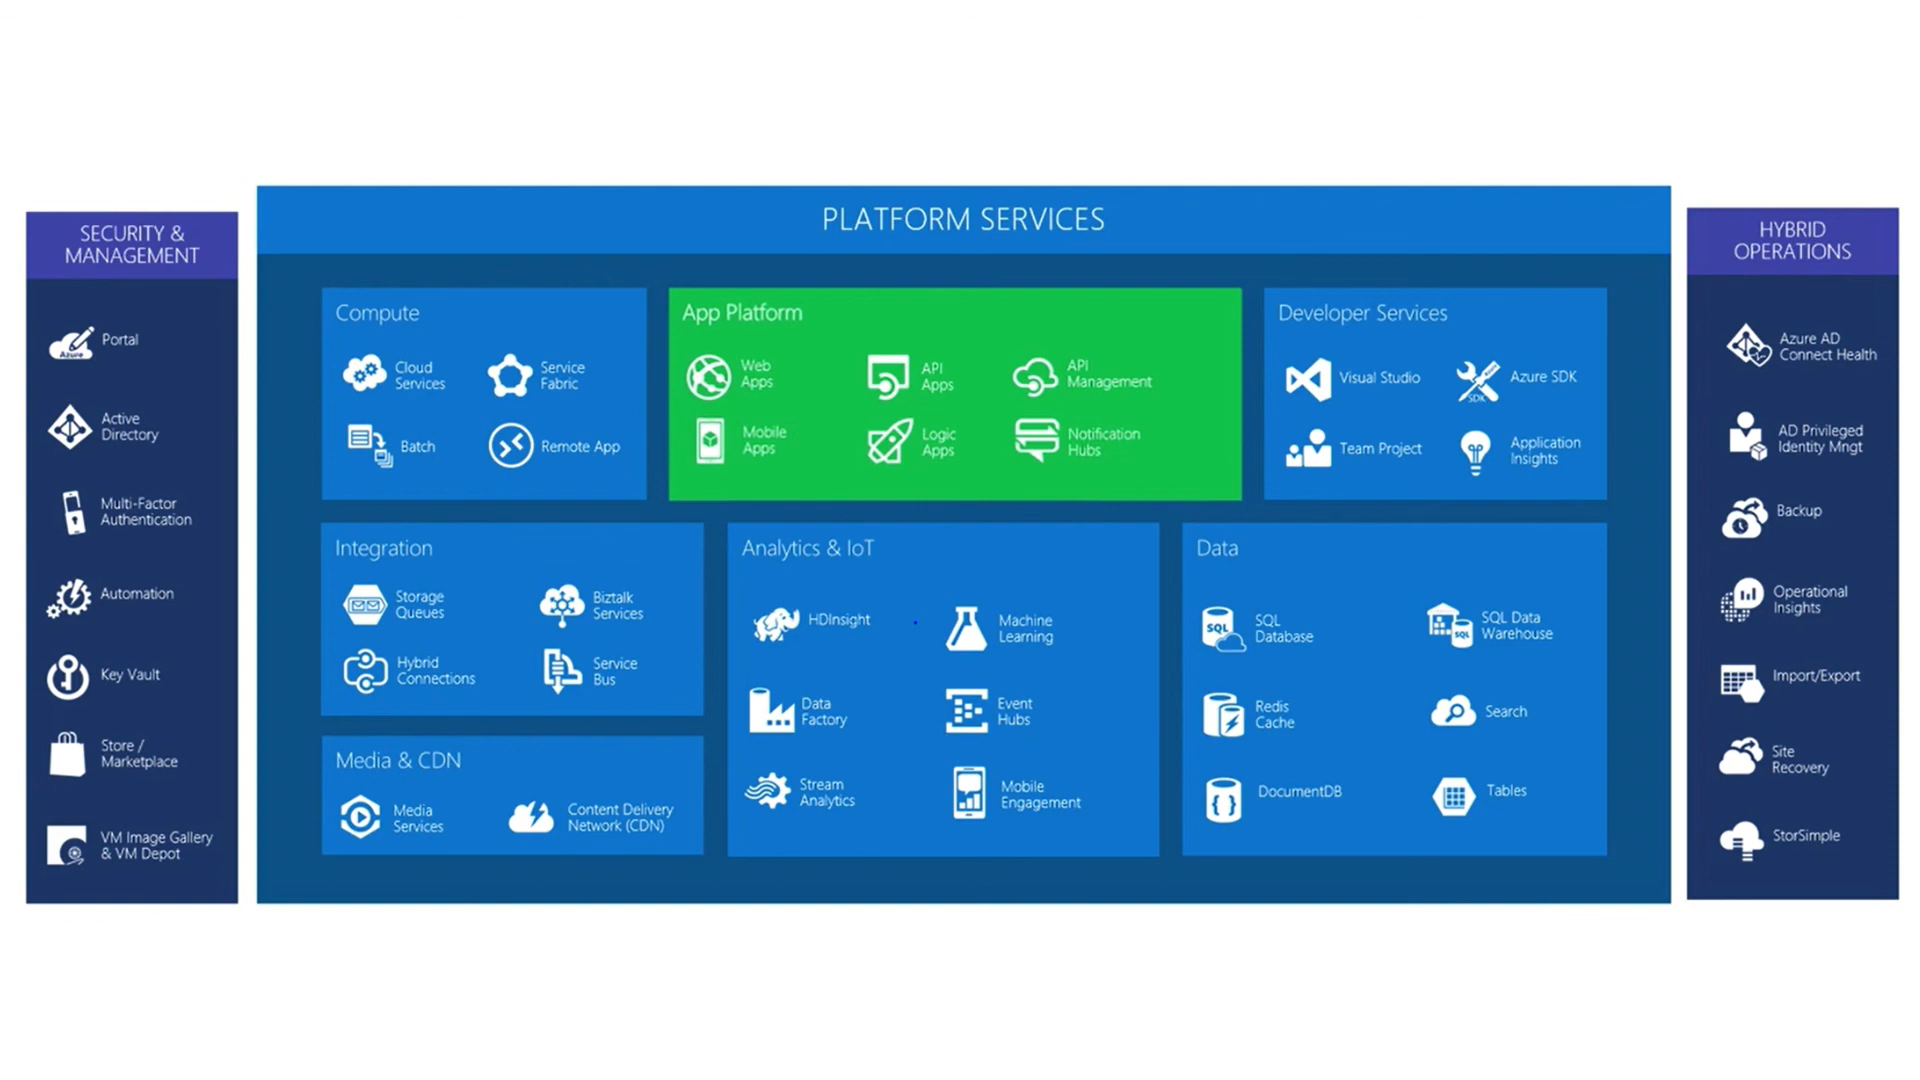 SECURITY &
MANAGEMENT
Azure
Portal
Active
Directory
Multi-Factor
Authentication
Automation
Key Vault
Store /
Marketplace
VM Image Gallery
& VM Depot
PLATFORM SERVICES
Compute
Cloud
Services
Service
Fabric
Batch
Remote App
App Platform
Web
Apps
API
Apps
API
Management
Mobile
Apps
Logic
Apps
Notification
Hubs
Developer Services
Visual Studio
SDK
Azure SDK
Team Project
Application
Insights
Integration
Storage
Queues
Biztalk
Services
Hybrid
Connections
Service
Bus
Media & CDN
Media
Services
Content Delivery
Network (CDN)
Analytics & IoT
HDInsight
Machine
Learning
Data
Factory
Event
Hubs
Stream
Analytics
Mobile
Engagement
Data
SQL
SQL
Database
SQL
SQL Data
Warehouse
Redis
Cache
Search
{ }
DocumentDB
Tables
HYBRID
OPERATIONS
Azure AD
Connect Health
AD Privileged
Identity Mngt
Backup
Operational
Insights
Import/Export
Site
Recovery
StorSimple